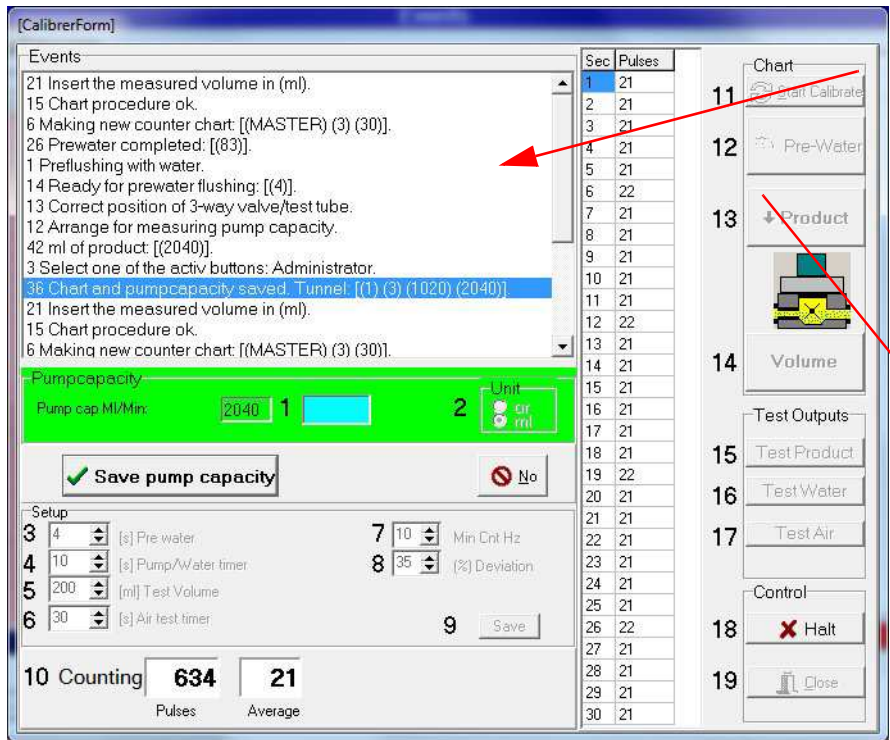 [CalibrerForm]
Events
21 Insert the measured volume in (ml).
15 Chart procedure ok.
6 Making new counter chart: [(MASTER) (3) (30)].
26 Prewater completed: [(83)].
1 Preflushing with water.
14 Ready for prewater flushing: [(4)].
13 Correct position of 3-way valve/test tube.
12 Arrange for measuring pump capacity.
42 ml of product: [(2040)].
3 Select one of the activ buttons: Administrator.
36 Chart and pumpcapacity saved. Tunnel: [(1) (3) (1020) (2040)].
21 Insert the measured volume in (ml).
15 Chart procedure ok.
6 Making new counter chart: [(MASTER) (3) (30)].
Pumpcapacity
Pump cap Ml/Min: 2040 1
2 Unit
cir
ml
Save pump capacity
No
Setup
3 4 [s] Pre water
4 10 [s] Pump/Water timer
5 200 [ml] Test Volume
6 30 [s] Air test timer
7 10 Min Cnt Hz
8 35 (%) Deviation
9 Save
10 Counting 634 21
Pulses Average
Sec Pulses
1 21
2 21
3 21
4 21
5 21
6 22
7 21
8 21
9 21
10 21
11 21
12 22
13 21
14 21
15 21
16 21
17 21
18 21
19 22
20 21
21 21
22 21
23 21
24 21
25 21
26 22
27 21
28 21
29 21
30 21
Chart
11 Start Calibrate
12 Pre-Water
13 Product
14 Volume
Test Outputs
15 Test Product
16 Test Water
17 Test Air
Control
18 Halt
19 Close